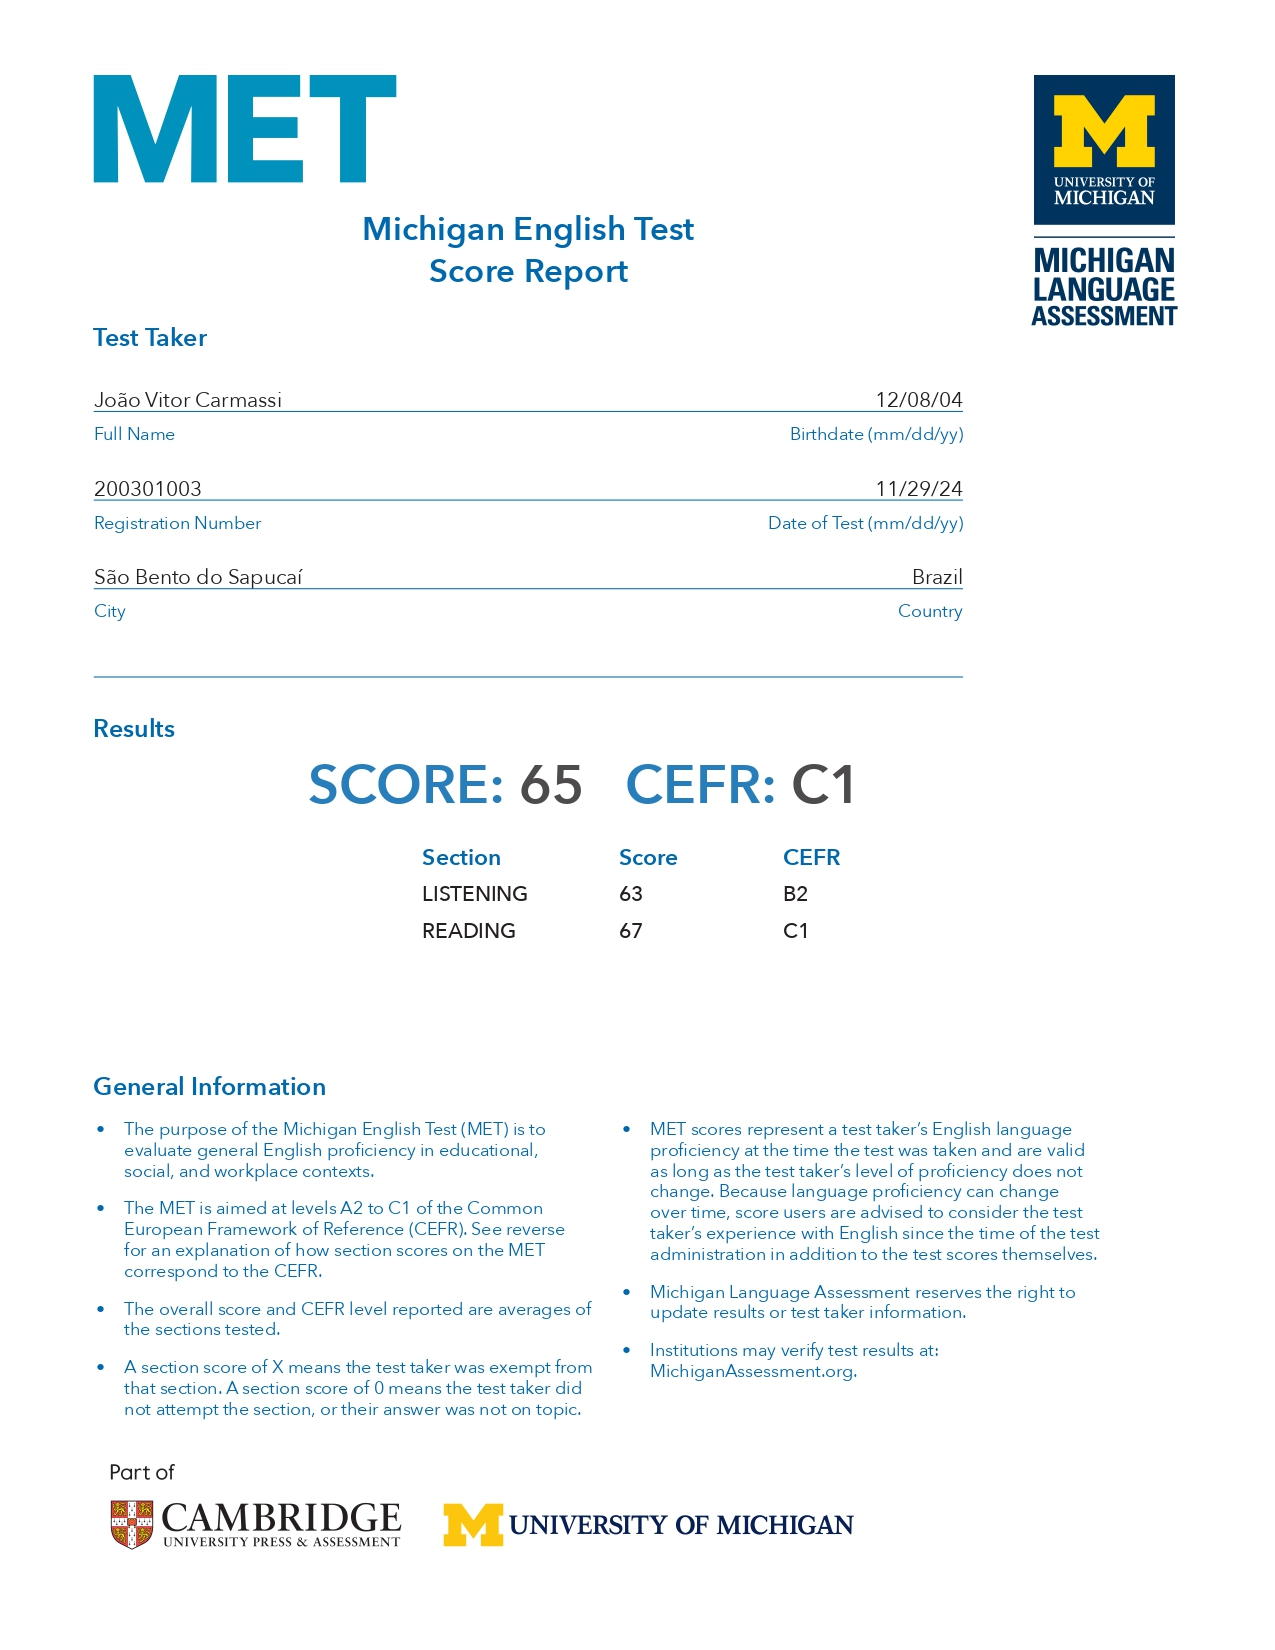 MET
M
UNIVERSITY OF
MICHIGAN
MICHIGAN
LANGUAGE
ASSESSMENT
Michigan English Test
Score Report
Test Taker
João Vitor Carmassi 12/08/04
Full Name Birthdate (mm/dd/yy)
200301003 11/29/24
Registration Number Date of Test (mm/dd/yy)
São Bento do Sapucaí Brazil
City Country
Results
SCORE: 65 CEFR: C1
Section Score CEFR
LISTENING 63 B2
READING 67 C1
General Information
• The purpose of the Michigan English Test (MET) is to
evaluate general English proficiency in educational,
social, and workplace contexts.
• The MET is aimed at levels A2 to C1 of the Common
European Framework of Reference (CEFR). See reverse
for an explanation of how section scores on the MET
correspond to the CEFR.
• The overall score and CEFR level reported are averages of
the sections tested.
• A section score of X means the test taker was exempt from
that section. A section score of 0 means the test taker did
not attempt the section, or their answer was not on topic.
• MET scores represent a test taker’s English language
proficiency at the time the test was taken and are valid
as long as the test taker’s level of proficiency does not
change. Because language proficiency can change
over time, score users are advised to consider the test
taker’s experience with English since the time of the test
administration in addition to the test scores themselves.
• Michigan Language Assessment reserves the right to
update results or test taker information.
• Institutions may verify test results at:
MichiganAssessment.org.
Part of
CAMBRIDGE
UNIVERSITY PRESS & ASSESSMENT
M UNIVERSITY OF MICHIGAN